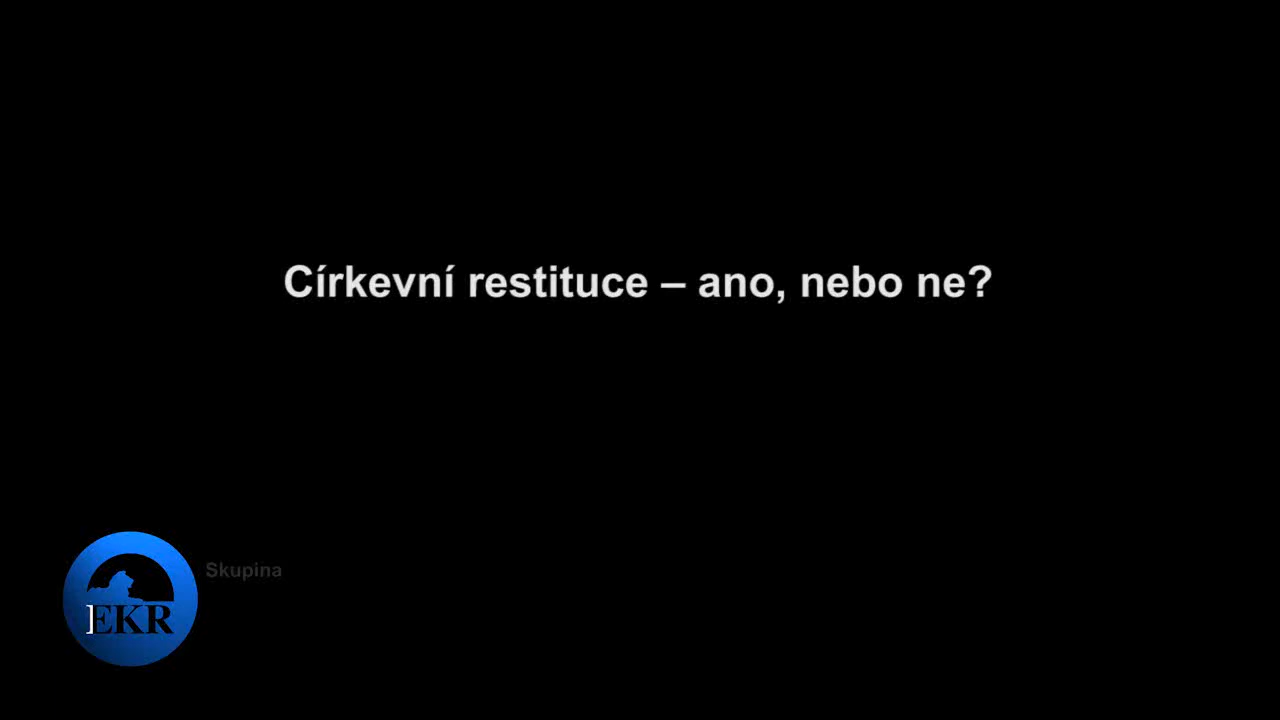 Církevní restituce – ano, nebo ne?
Skupina
EKR